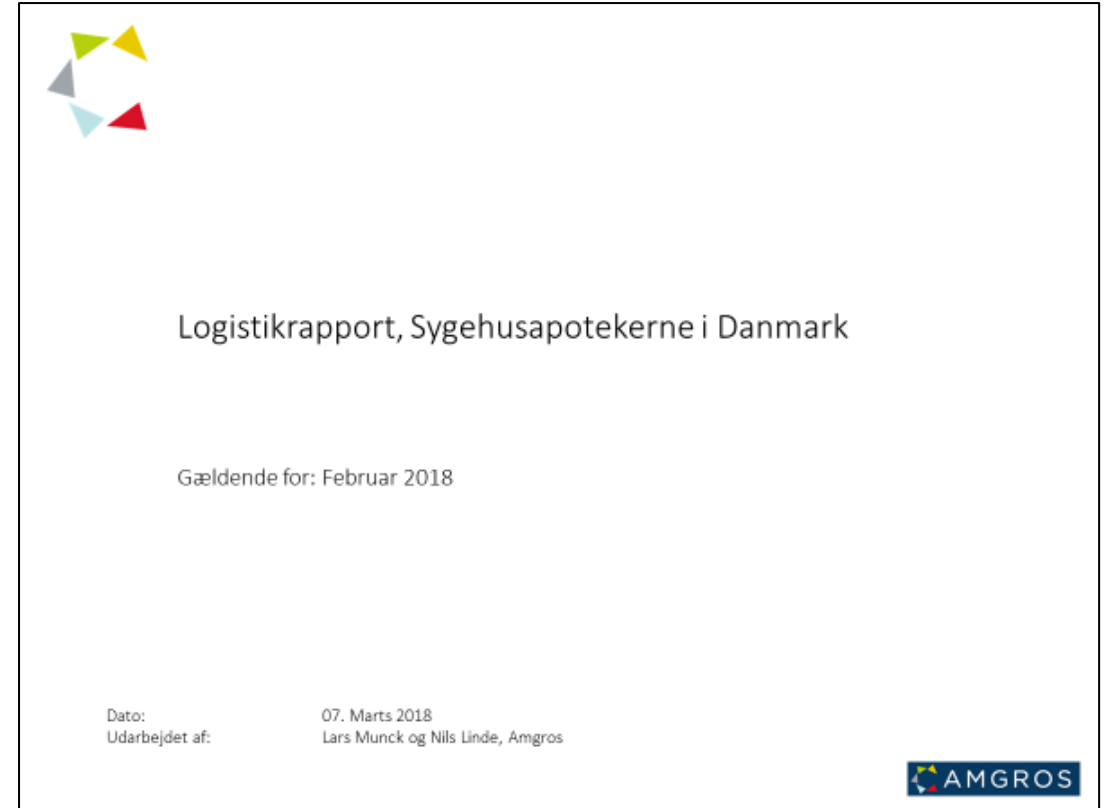 Logistikrapport, Sygehusapotekerne i Danmark
Gældende for: Februar 2018
Dato: 07. Marts 2018
Udarbejdet af: Lars Munck og Nils Linde, Amgros
AMGROS